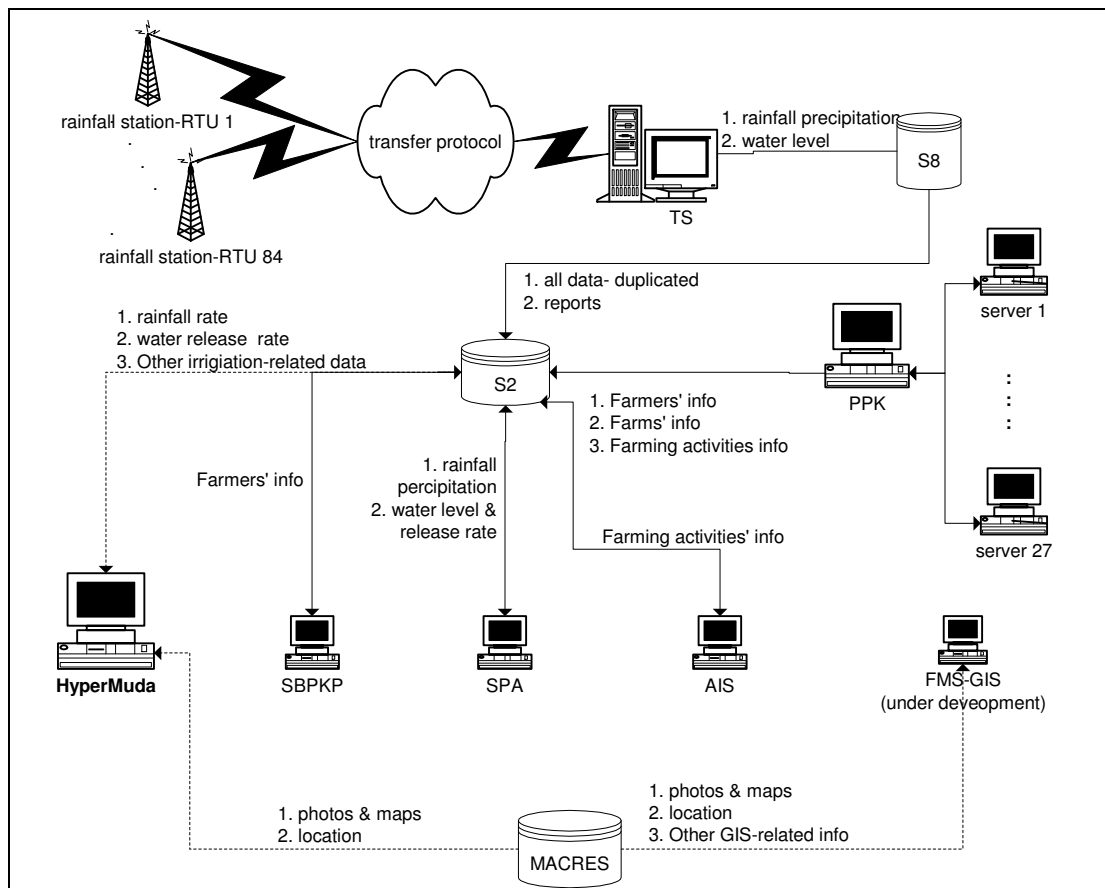 rainfall station-RTU 1
rainfall station-RTU 84
transfer protocol
TS
1. rainfall precipitation
2. water level
S8
1. all data- duplicated
2. reports
server 1
:
:
:
server 27
PPK
1. rainfall rate
2. water release rate
3. Other irrigiation-related data
S2
1. Farmers' info
2. Farms' info
3. Farming activities info
Farmers' info
1. rainfall
percipitation
2. water level &
release rate
Farming activities' info
HyperMuda
SBPKP
SPA
AIS
FMS-GIS
(under deveopment)
1. photos & maps
2. location
MACRES
1. photos & maps
2. location
3. Other GIS-related info